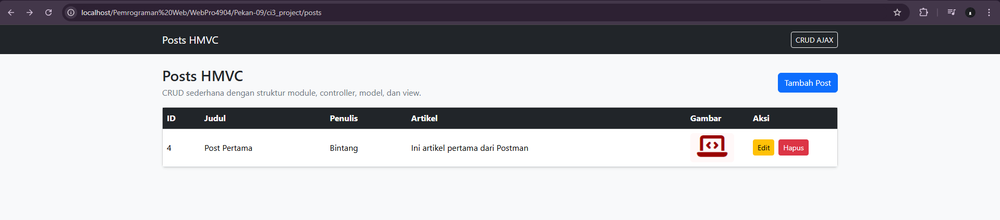 localhost/Pemrograman%20Web/WebPro4904/Pekan-09/ci3_project/posts
Posts HMVC
CRUD AJAX
Posts HMVC
Tambah Post
CRUD sederhana dengan struktur module, controller, model, dan view.
ID Judul Penulis Artikel Gambar Aksi
4 Post Pertama Bintang Ini artikel pertama dari Postman Edit Hapus